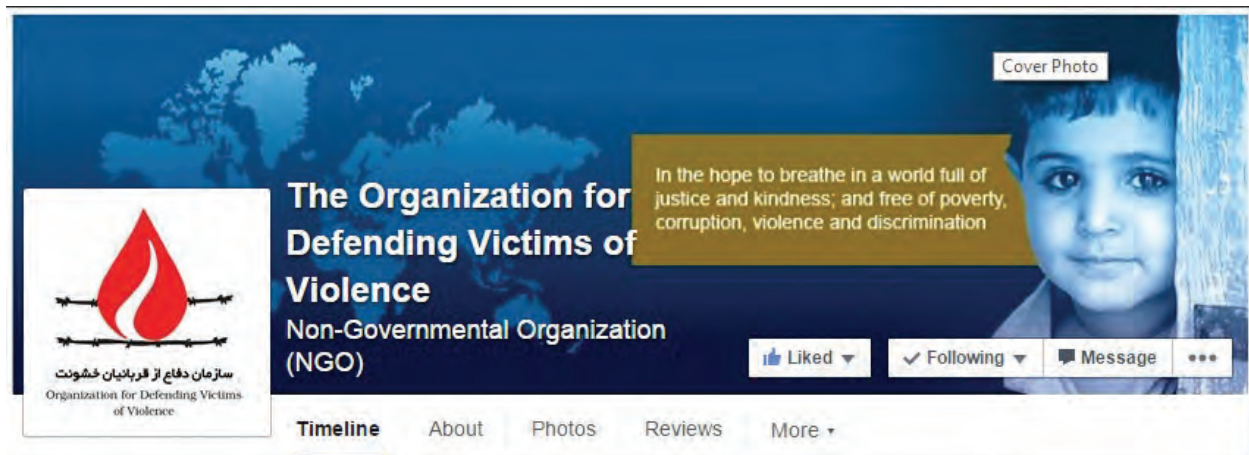 Cover Photo
In the hope to breathe in a world full of
justice and kindness; and free of poverty,
corruption, violence and discrimination
The Organization for
Defending Victims of
Violence
Non-Governmental Organization
(NGO)
سازمان دفاع از قربانیان خشونت
Organization for Defending Victims
of Violence
Liked
Following
Message
Timeline About Photos Reviews More